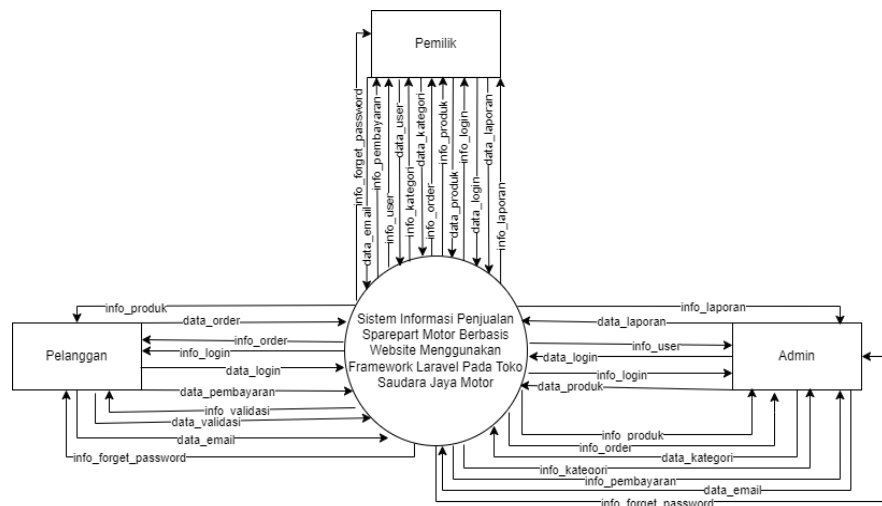 Pemilik
info_forget_password
data_email
info_pembayaran
info_user
data_user
info_kategori
data_kategori
info_order
info_produk
data_produk
info_login
data_login
data_laporan
info_laporan
Sistem Informasi Penjualan
Sparepart Motor Berbasis
Website Menggunakan
Framework Laravel Pada Toko
Saudara Jaya Motor
Pelanggan
info_produk
data_order
info_order
info_login
data_login
data_pembayaran
info_validasi
data_validasi
data_email
info_forget_password
Admin
info_laporan
data_laporan
info_user
data_login
info_login
data_produk
info_produk
info_order
data_kategori
info_kategori
info_pembayaran
data_email
info_forget_password